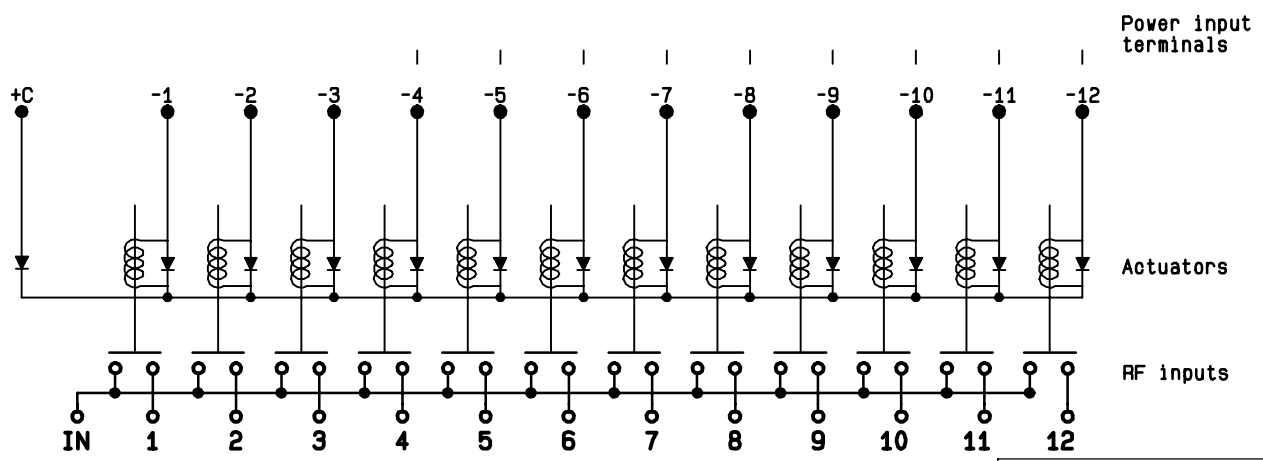 Power input
terminals
+C -1 -2 -3 -4 -5 -6 -7 -8 -9 -10 -11 -12
Actuators
RF inputs
IN 1 2 3 4 5 6 7 8 9 10 11 12